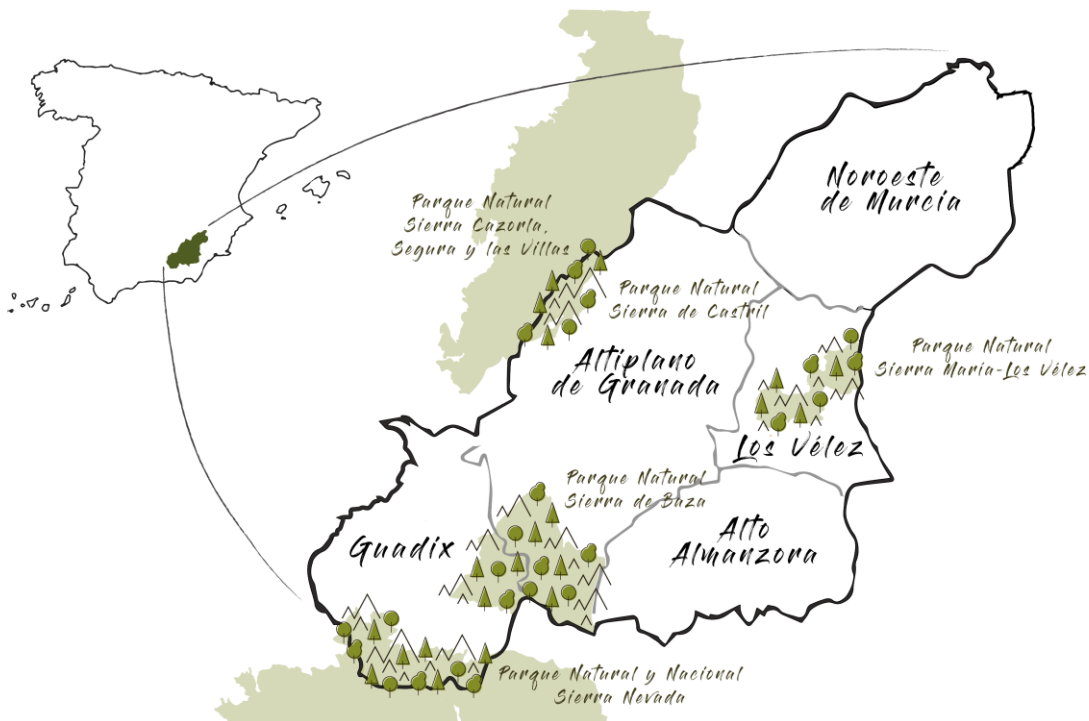 Noroeste
de Murcia
Parque Natural
Sierra Cazorla,
Segura y las Villas
Parque Natural
Sierra de Castril
Parque Natural
Sierra María-Los Vélez
Altiplano
de Granada
Los Vélez
Parque Natural
Sierra de Baza
Guadix
Alto
Almanzora
Parque Natural y Nacional
Sierra Nevada